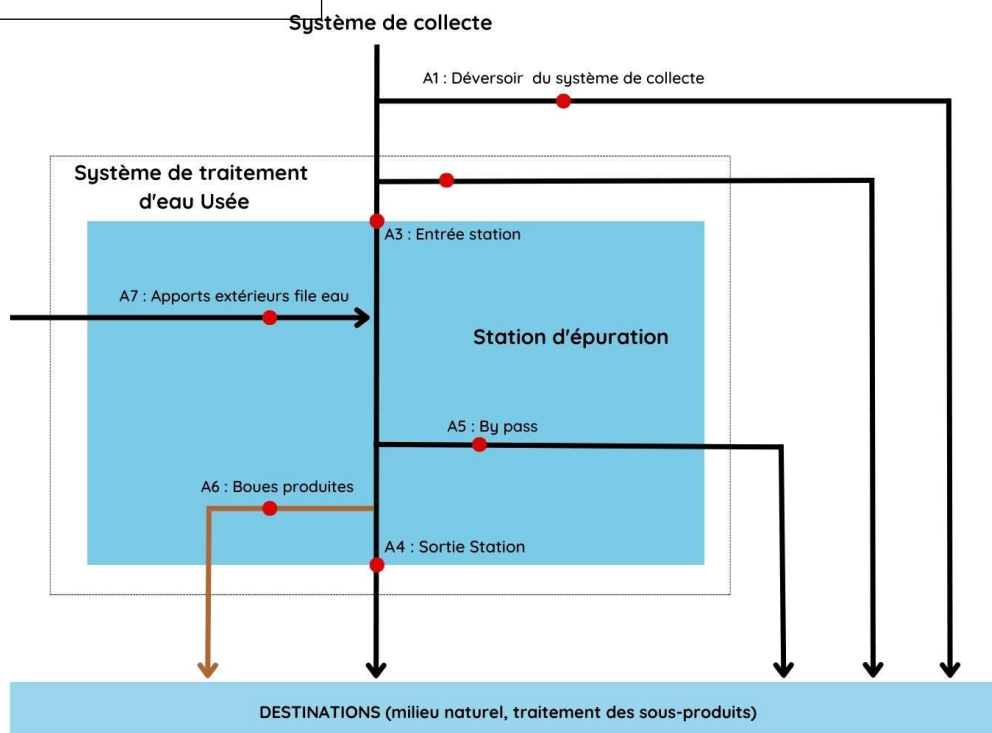 Système de collecte
A1 : Déversoir du système de collecte
Système de traitement
d'eau Usée
A3 : Entrée station
A7 : Apports extérieurs file eau
Station d'épuration
A5 : By pass
A6 : Boues produites
A4 : Sortie Station
DESTINATIONS (milieu naturel, traitement des sous-produits)